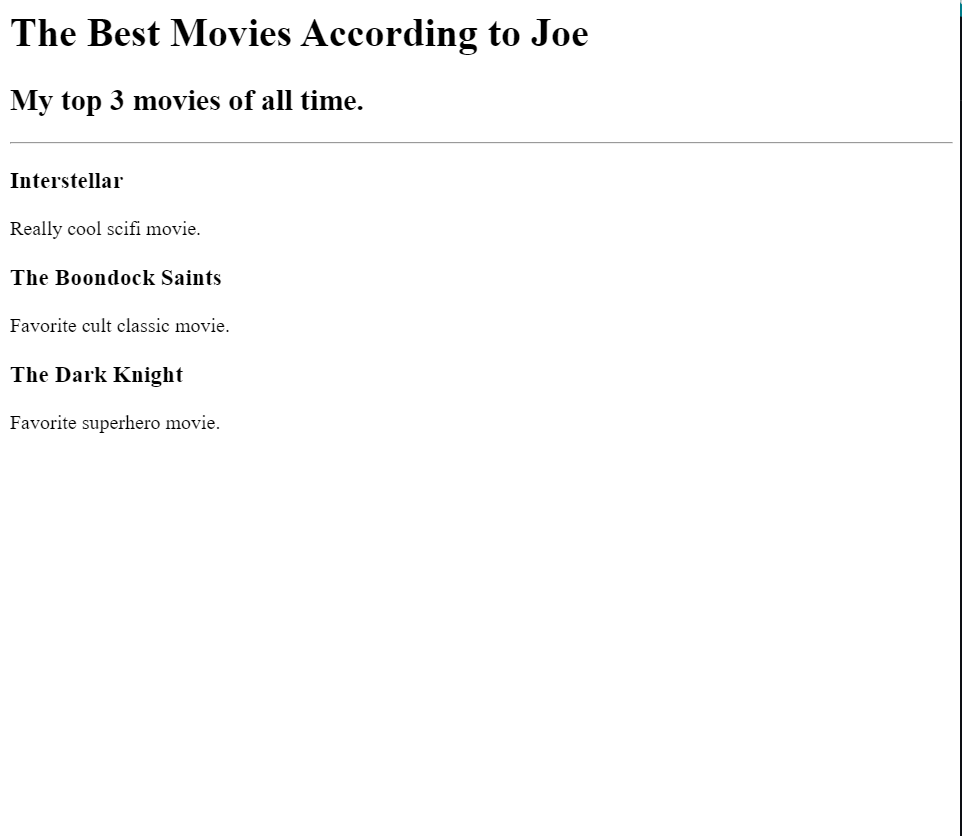 The Best Movies According to Joe
My top 3 movies of all time.
Interstellar
Really cool scifi movie.
The Boondock Saints
Favorite cult classic movie.
The Dark Knight
Favorite superhero movie.